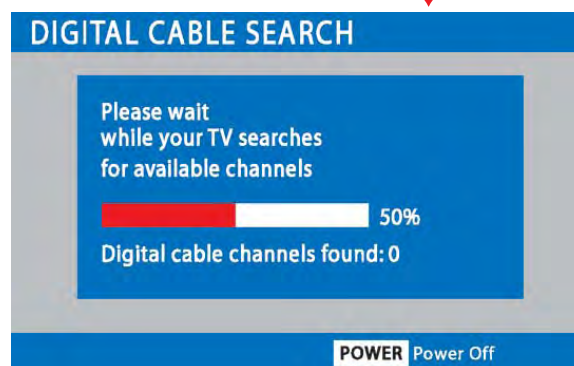 DIGITAL CABLE SEARCH
Please wait
while your TV searches
for available channels
50%
Digital cable channels found: 0
POWER Power Off